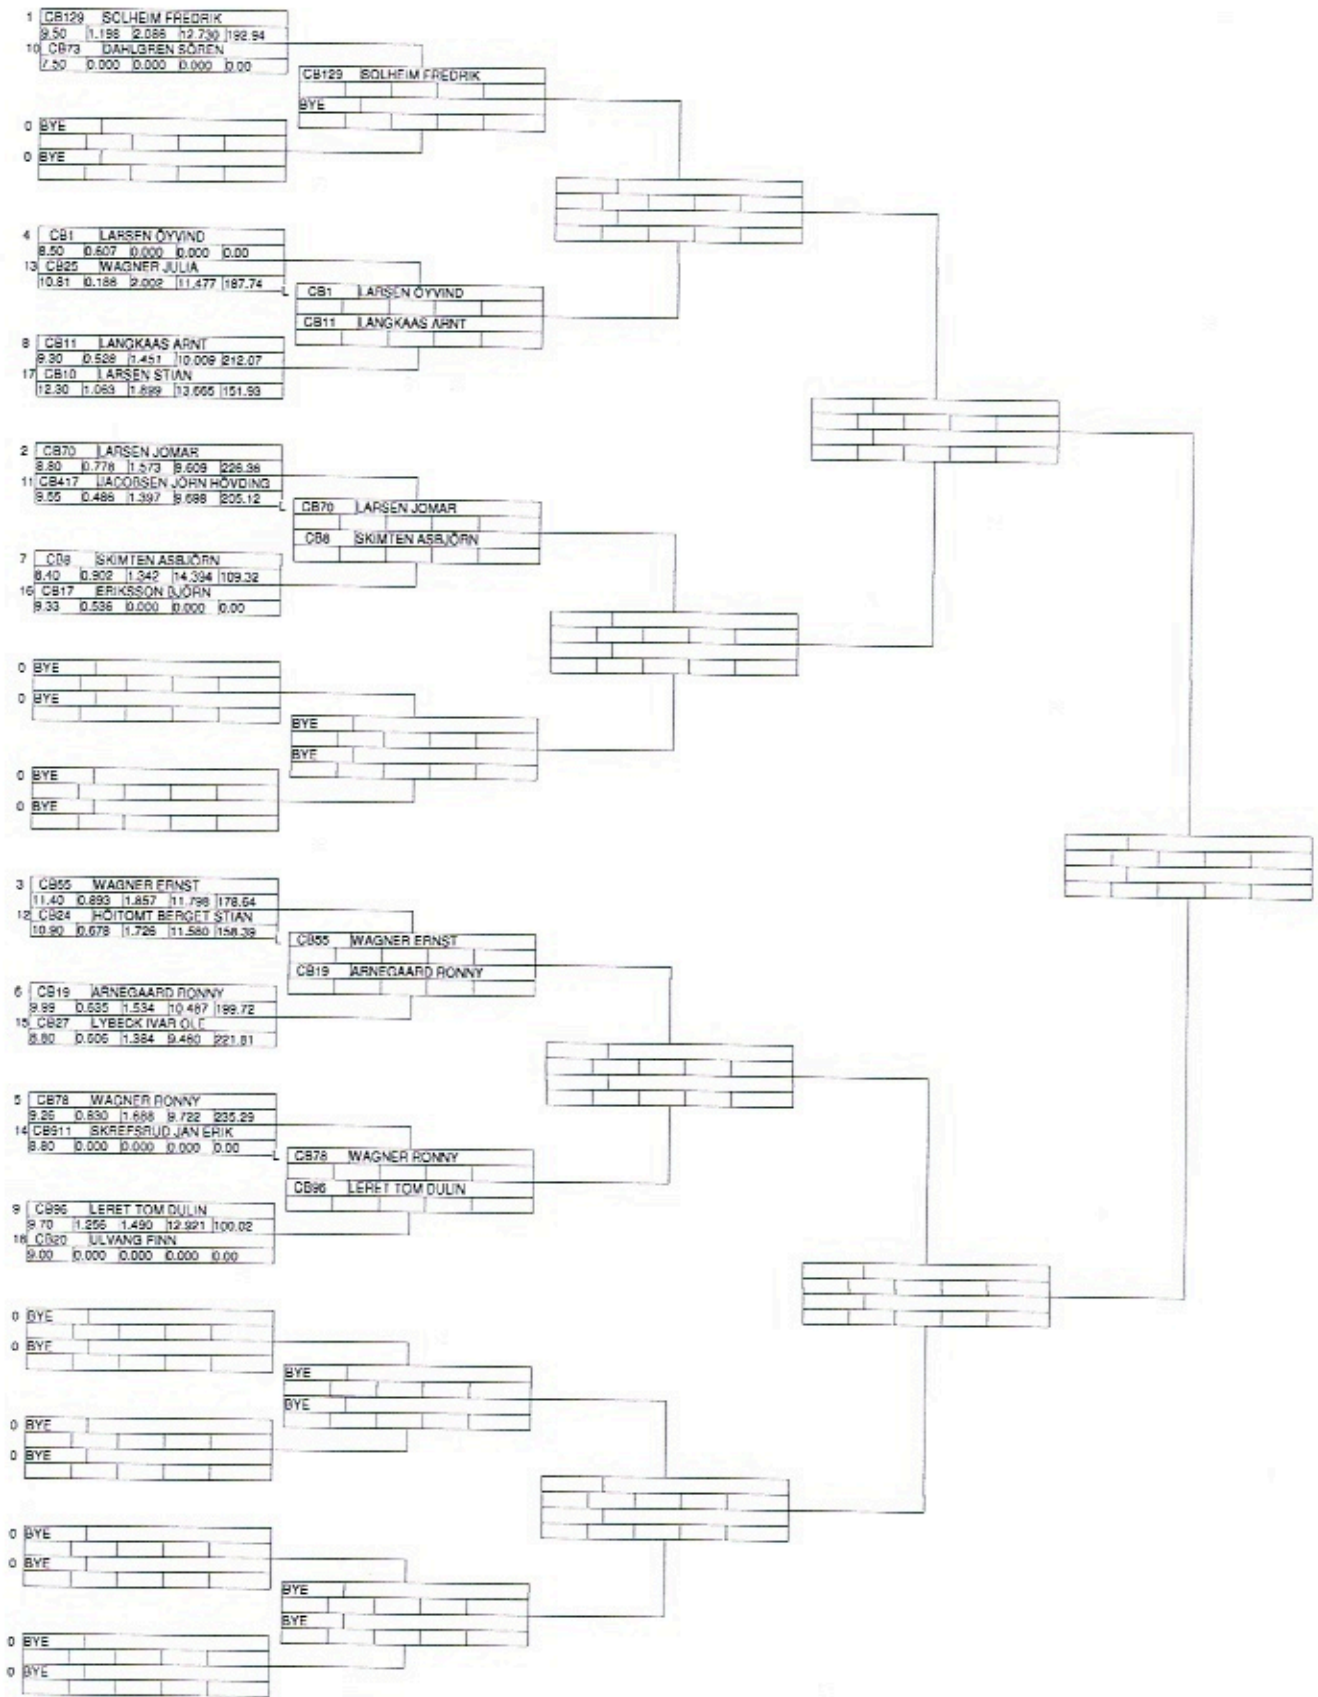 1 CB129 SOLHEIM FREDRIK
9.50 1.196 2.086 12.730 192.94
10 CB73 DAHLGREN SÖREN
7.50 0.000 0.000 0.000 0.00
CB129 SOLHEIM FREDRIK
BYE
0 BYE
0 BYE
4 CB1 LARSEN ÖYVIND
8.50 0.607 0.000 0.000 0.00
13 CB25 WAGNER JULIA
10.81 0.186 2.002 11.477 187.74
L
CB1 LARSEN ÖYVIND
CB11 LANGKAAS ARNT
8 CB11 LANGKAAS ARNT
9.30 0.528 1.451 10.009 212.07
17 CB10 LARSEN STIAN
12.30 1.063 1.899 13.665 151.93
2 CB70 LARSEN JOMAR
8.80 0.778 1.573 9.609 226.36
11 CB417 JACOBSEN JÖRN HÖVDING
9.55 0.486 1.397 9.698 205.12
L
CB70 LARSEN JOMAR
CB8 SKIMTEN ASBJÖRN
7 CB8 SKIMTEN ASBJÖRN
8.40 0.902 1.342 14.394 109.32
16 CB17 ERIKSSON BJÖRN
9.33 0.536 0.000 0.000 0.00
0 BYE
0 BYE
BYE
BYE
0 BYE
0 BYE
3 CB55 WAGNER ERNST
11.40 0.893 1.857 11.798 178.64
12 CB24 HÖITOMT BERGET STIAN
10.90 0.678 1.726 11.580 158.39
L
CB55 WAGNER ERNST
CB19 ARNEGAARD RONNY
6 CB19 ARNEGAARD RONNY
9.99 0.635 1.534 10.487 199.72
15 CB27 LYBECK IVAR OLE
8.80 0.606 1.384 9.460 221.81
5 CB78 WAGNER RONNY
9.26 0.830 1.688 9.722 235.29
14 CB911 SKREFSRUD JAN ERIK
8.80 0.000 0.000 0.000 0.00
L
CB78 WAGNER RONNY
CB96 LERET TOM DULIN
9 CB96 LERET TOM DULIN
9.70 1.256 1.490 12.921 100.02
18 CB20 ULVANG FINN
9.00 0.000 0.000 0.000 0.00
0 BYE
0 BYE
BYE
BYE
0 BYE
0 BYE
0 BYE
0 BYE
BYE
BYE
0 BYE
0 BYE